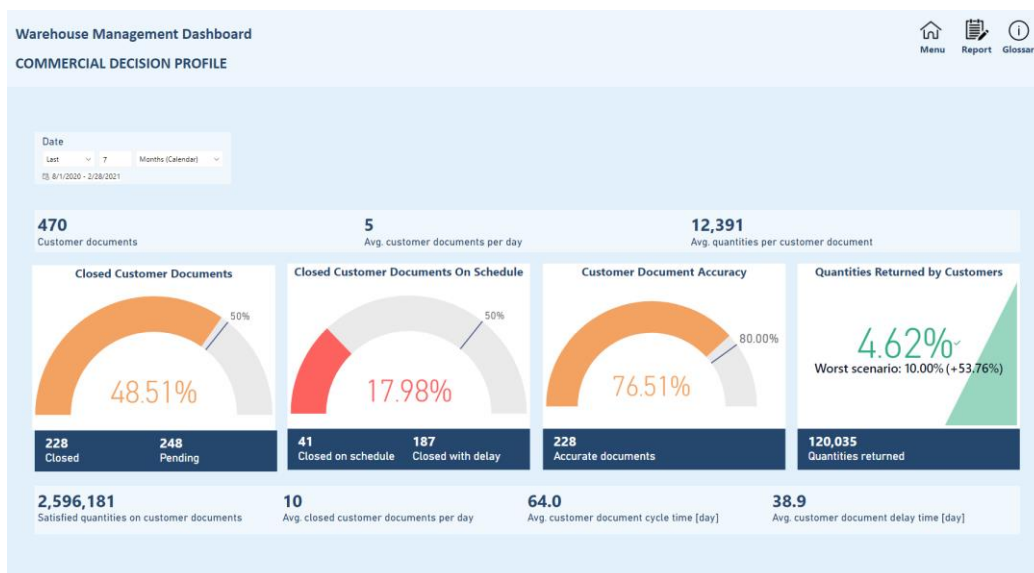 Warehouse Management Dashboard
COMMERCIAL DECISION PROFILE
Menu Report Glossar
Date
Last 7 Months (Calendar)
8/1/2020 - 2/28/2021
470 5 12,391
Customer documents Avg. customer documents per day Avg. quantities per customer document
Closed Customer Documents
50%
48.51%
228 248
Closed Pending
Closed Customer Documents On Schedule
50%
17.98%
41 187
Closed on schedule Closed with delay
Customer Document Accuracy
80.00%
76.51%
228
Accurate documents
Quantities Returned by Customers
4.62%
Worst scenario: 10.00% (+53.76%)
120,035
Quantities returned
2,596,181 10 64.0 38.9
Satisfied quantities on customer documents Avg. closed customer documents per day Avg. customer document cycle time [day] Avg. customer document delay time [day]